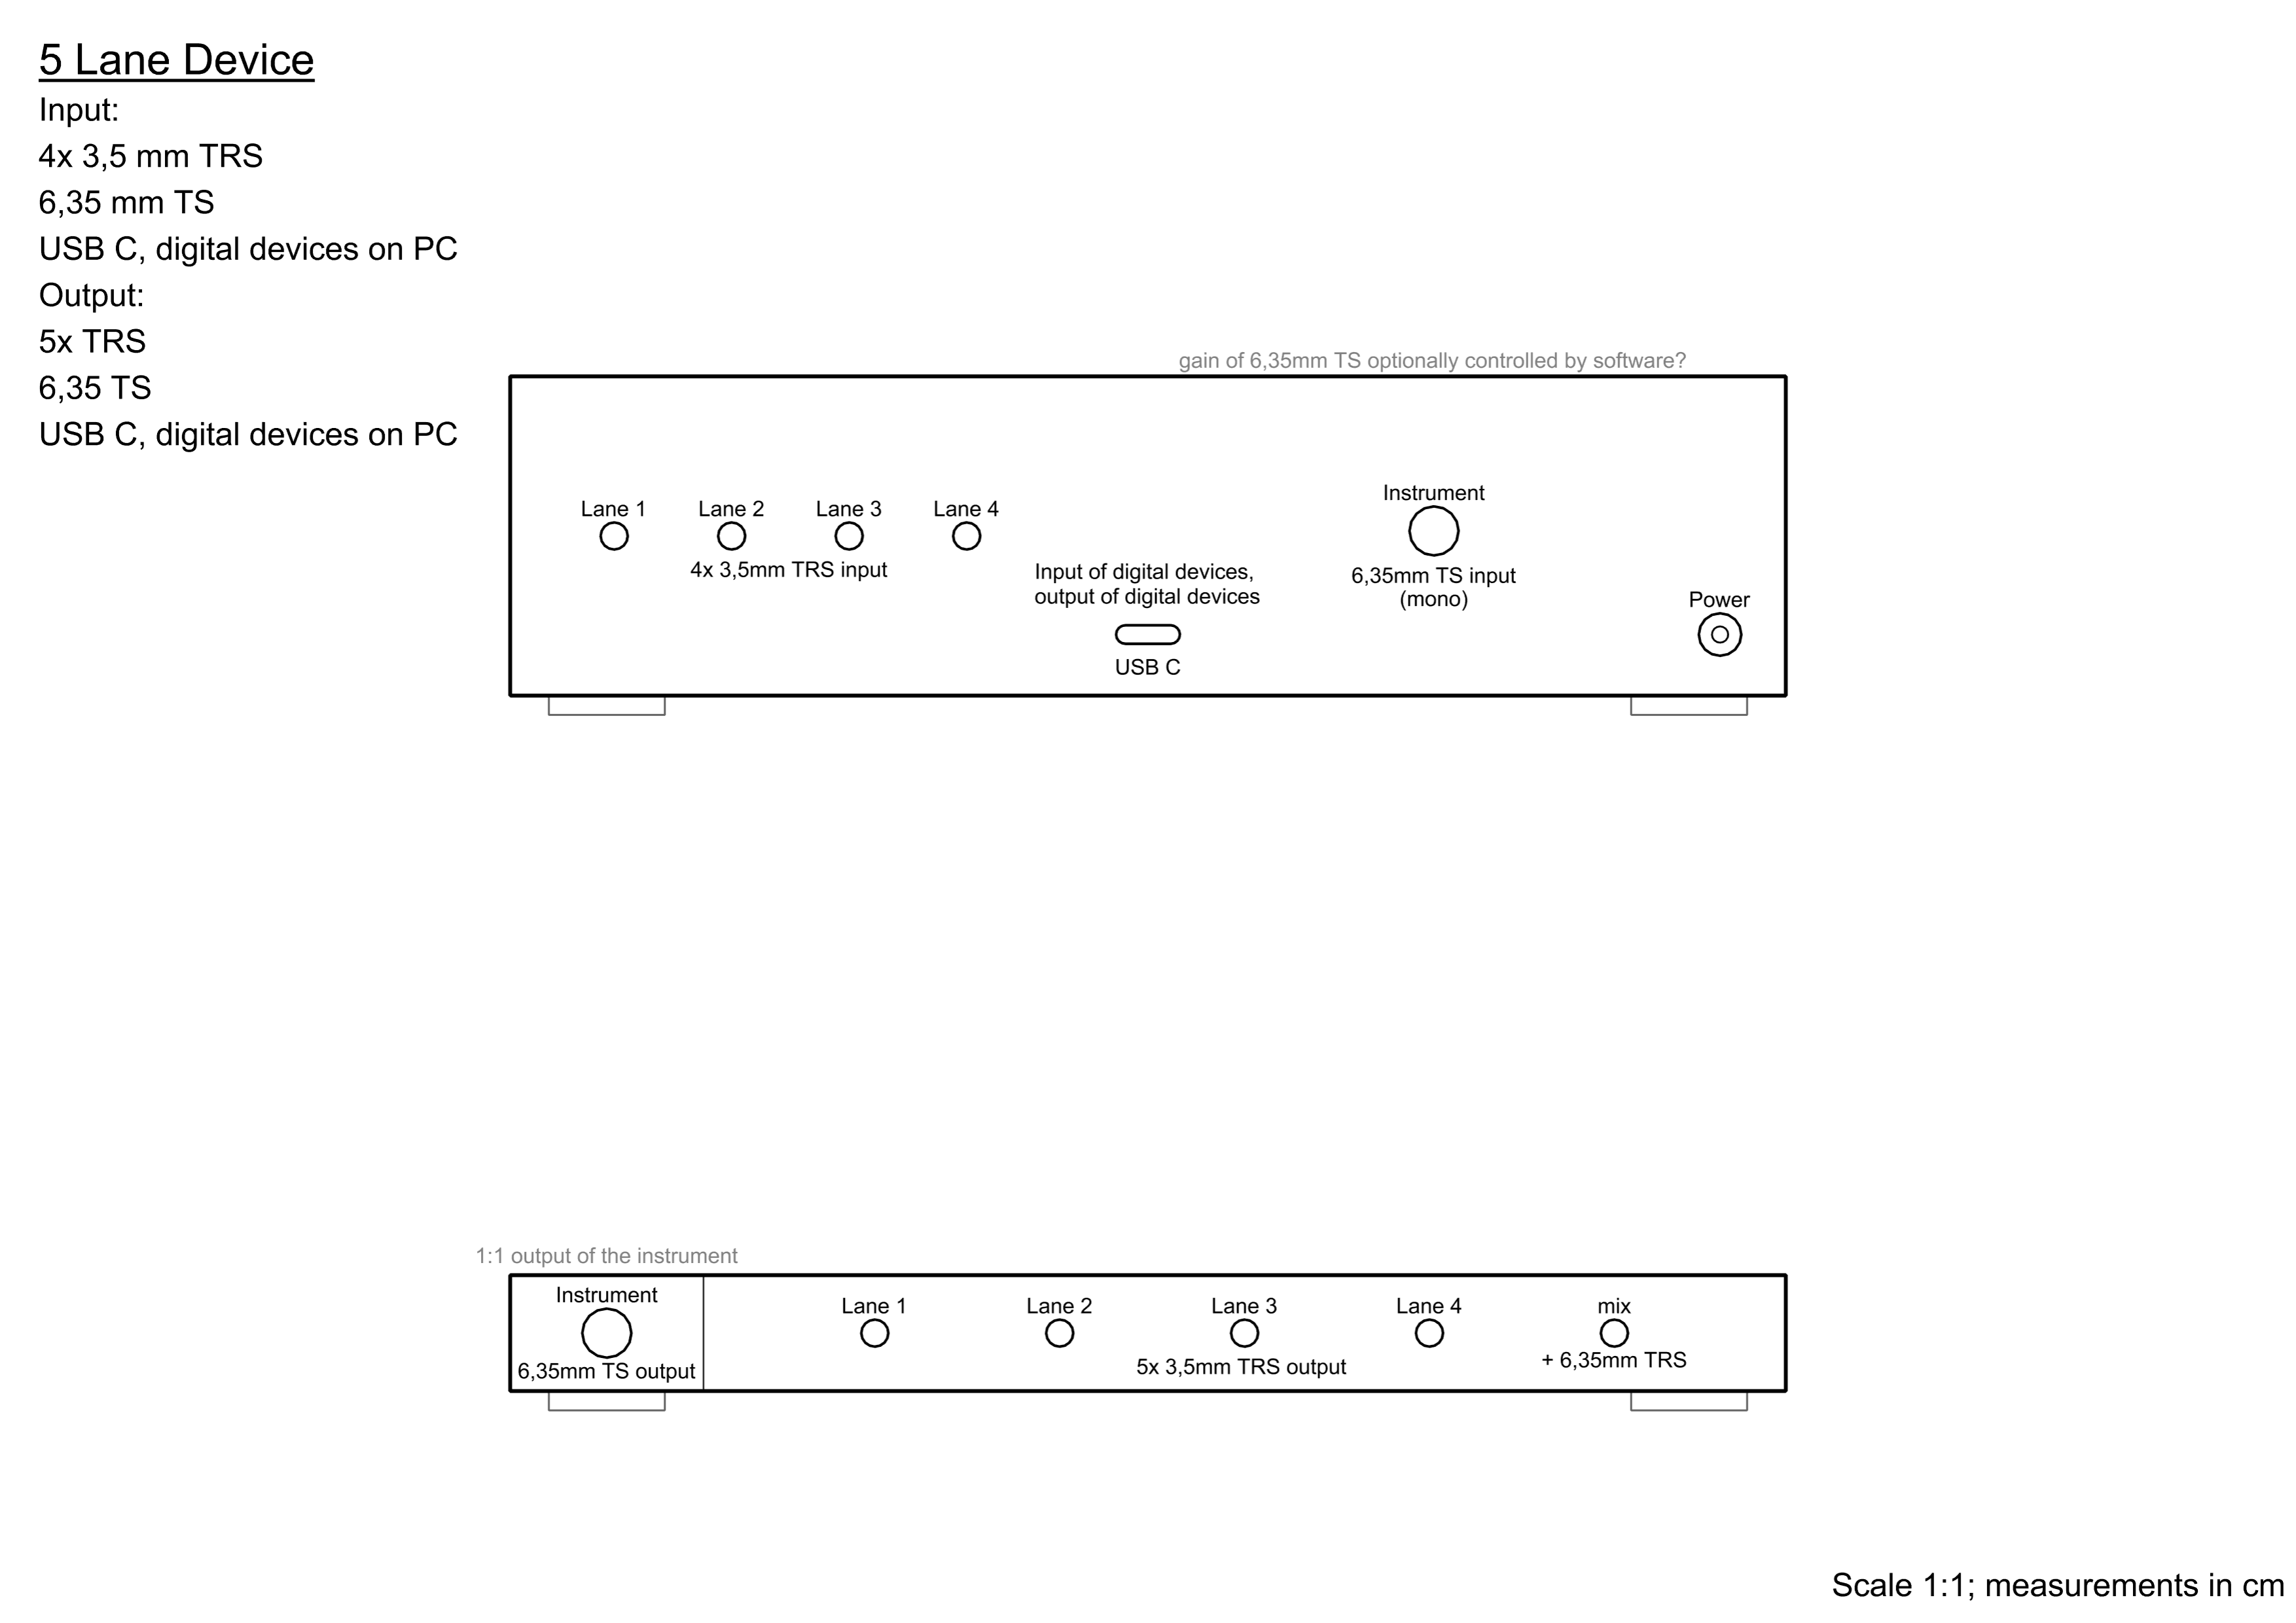 5 Lane Device
Input:
4x 3,5 mm TRS
6,35 mm TS
USB C, digital devices on PC
Output:
5x TRS
6,35 TS
USB C, digital devices on PC
gain of 6,35mm TS optionally controlled by software?
Lane 1
Lane 2
Lane 3
Lane 4
4x 3,5mm TRS input
Input of digital devices,
output of digital devices
USB C
Instrument
6,35mm TS input
(mono)
Power
1:1 output of the instrument
Instrument
6,35mm TS output
Lane 1
Lane 2
Lane 3
Lane 4
5x 3,5mm TRS output
mix
+ 6,35mm TRS
Scale 1:1; measurements in cm